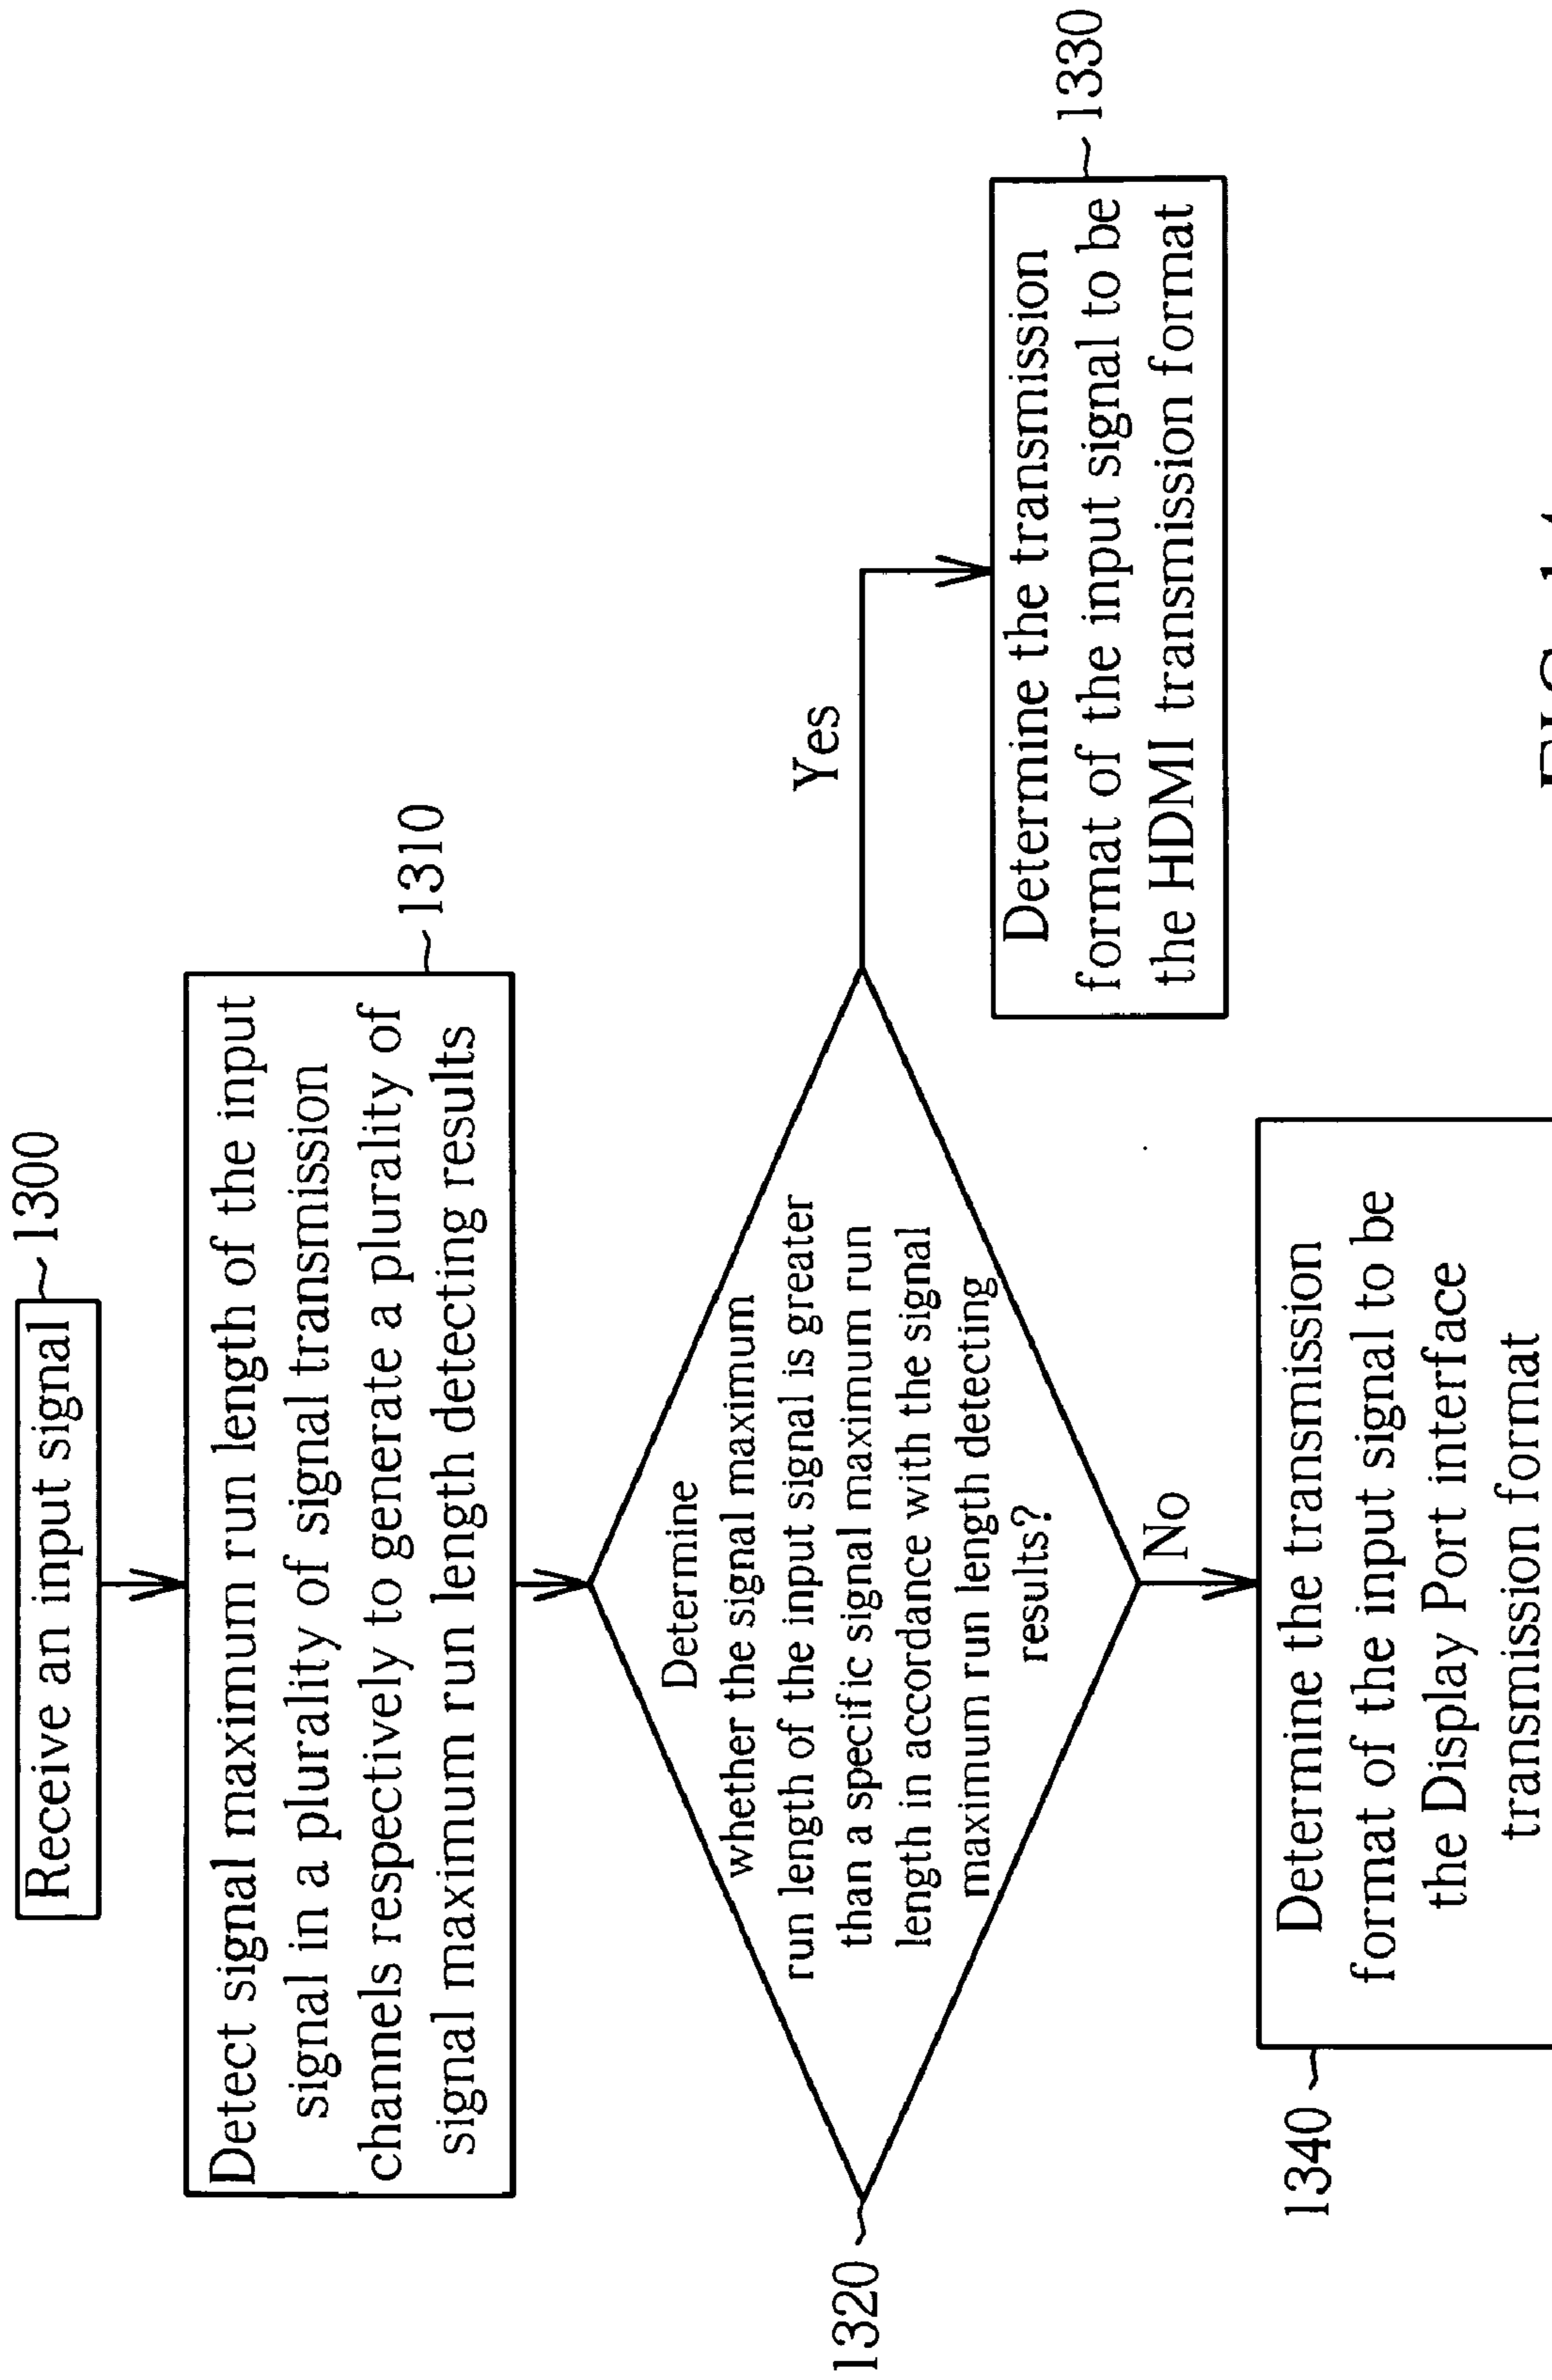 Receive an input signal
1300
Detect signal maximum run length of the input
signal in a plurality of signal transmission
channels respectively to generate a plurality of
signal maximum run length detecting results
1310
Determine
whether the signal maximum
run length of the input signal is greater
than a specific signal maximum run
length in accordance with the signal
maximum run length detecting
results?
1320
Yes
Determine the transmission
format of the input signal to be
the HDMI transmission format
1330
No
Determine the transmission
format of the input signal to be
the Display Port interface
transmission format
1340